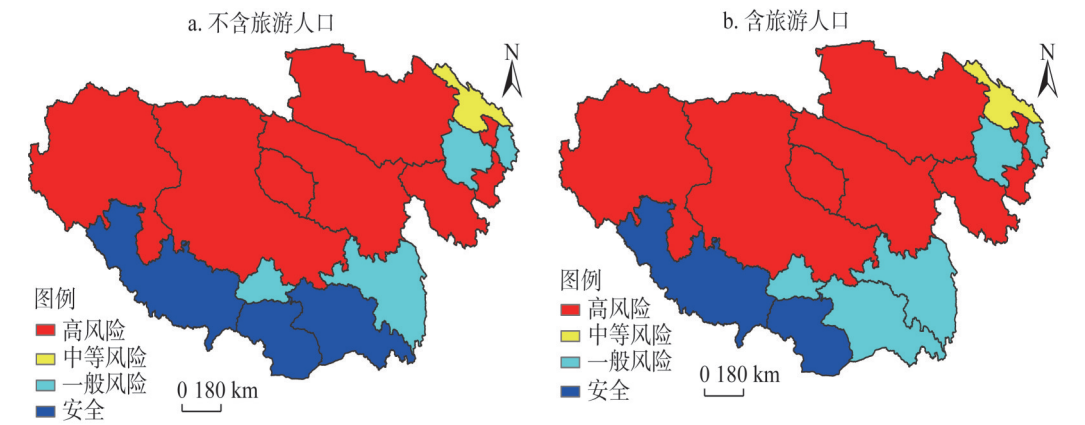 a. 不含旅游人口
N
图例
高风险
中等风险
一般风险
安全
0 180 km
b. 含旅游人口
N
图例
高风险
中等风险
一般风险
安全
0 180 km